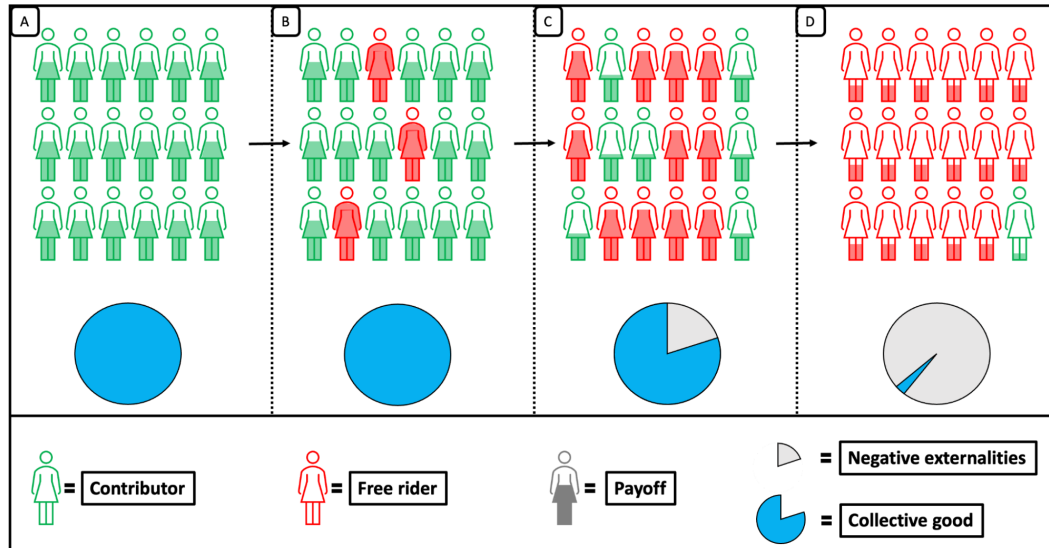 A
B
C
D
= Contributor
= Free rider
= Payoff
= Negative externalities
= Collective good